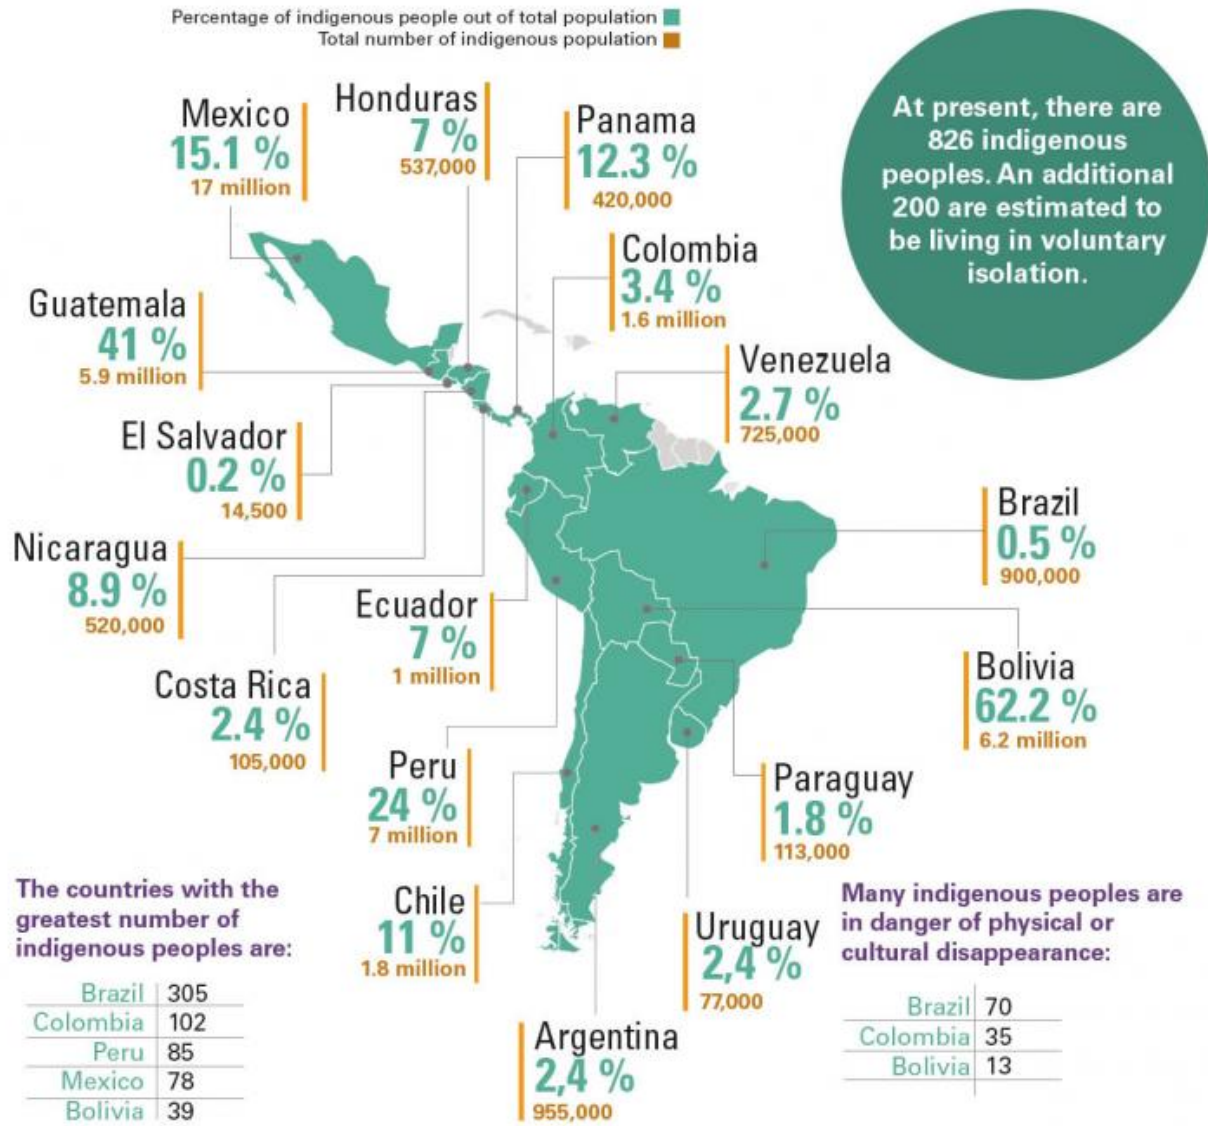 Percentage of indigenous people out of total population
Total number of indigenous population
At present, there are
826 indigenous
peoples. An additional
200 are estimated to
be living in voluntary
isolation.
Mexico
15.1 %
17 million
Honduras
7 %
537,000
Panama
12.3 %
420,000
Colombia
3.4 %
1.6 million
Guatemala
41 %
5.9 million
Venezuela
2.7 %
725,000
El Salvador
0.2 %
14,500
Brazil
0.5 %
900,000
Nicaragua
8.9 %
520,000
Ecuador
7 %
1 million
Costa Rica
2.4 %
105,000
Bolivia
62.2 %
6.2 million
Peru
24 %
7 million
Paraguay
1.8 %
113,000
Chile
11 %
1.8 million
Uruguay
2,4 %
77,000
Argentina
2,4 %
955,000
The countries with the
greatest number of
indigenous peoples are:
Brazil 305
Colombia 102
Peru 85
Mexico 78
Bolivia 39
Many indigenous peoples are
in danger of physical or
cultural disappearance:
Brazil 70
Colombia 35
Bolivia 13